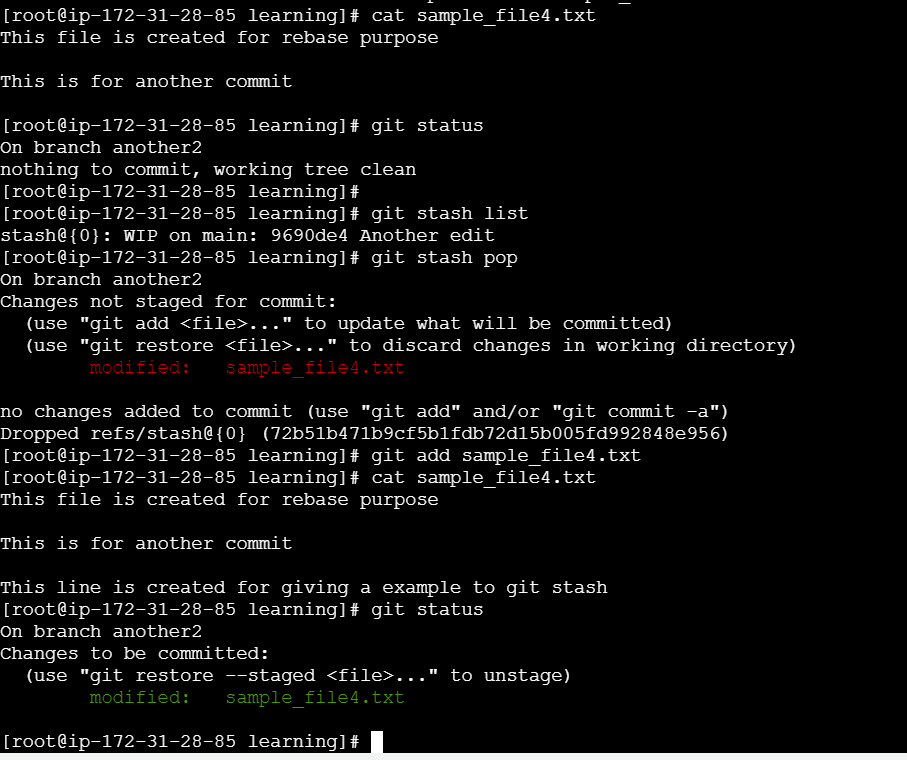 [root@ip-172-31-28-85 learning]# cat sample_file4.txt
This file is created for rebase purpose
This is for another commit
[root@ip-172-31-28-85 learning]# git status
On branch another2
nothing to commit, working tree clean
[root@ip-172-31-28-85 learning]#
[root@ip-172-31-28-85 learning]# git stash list
stash@{0}: WIP on main: 9690de4 Another edit
[root@ip-172-31-28-85 learning]# git stash pop
On branch another2
Changes not staged for commit:
  (use "git add <file>..." to update what will be committed)
  (use "git restore <file>..." to discard changes in working directory)
        modified:   sample_file4.txt
no changes added to commit (use "git add" and/or "git commit -a")
Dropped refs/stash@{0} (72b51b471b9cf5b1fdb72d15b005fd992848e956)
[root@ip-172-31-28-85 learning]# git add sample_file4.txt
[root@ip-172-31-28-85 learning]# cat sample_file4.txt
This file is created for rebase purpose
This is for another commit
This line is created for giving a example to git stash
[root@ip-172-31-28-85 learning]# git status
On branch another2
Changes to be committed:
  (use "git restore --staged <file>..." to unstage)
        modified:   sample_file4.txt
[root@ip-172-31-28-85 learning]#